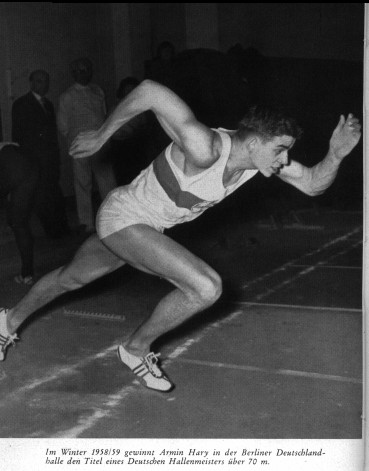 Im Winter 1958/59 gewinnt Armin Hary in der Berliner Deutschland-
halle den Titel eines Deutschen Hallenmeisters über 70 m.